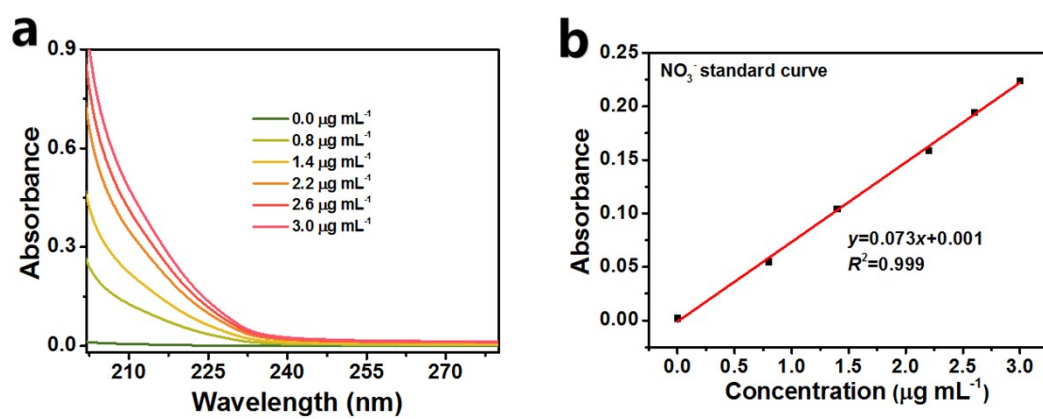 a
0.9
0.6
0.3
0.0
Absorbance
0.0 μg mL⁻¹
0.8 μg mL⁻¹
1.4 μg mL⁻¹
2.2 μg mL⁻¹
2.6 μg mL⁻¹
3.0 μg mL⁻¹
210 225 240 255 270
Wavelength (nm)
b
0.25
0.20
0.15
0.10
0.05
0.00
Absorbance
NO₃⁻ standard curve
y=0.073x+0.001
R²=0.999
0.0 0.5 1.0 1.5 2.0 2.5 3.0
Concentration (μg mL⁻¹)